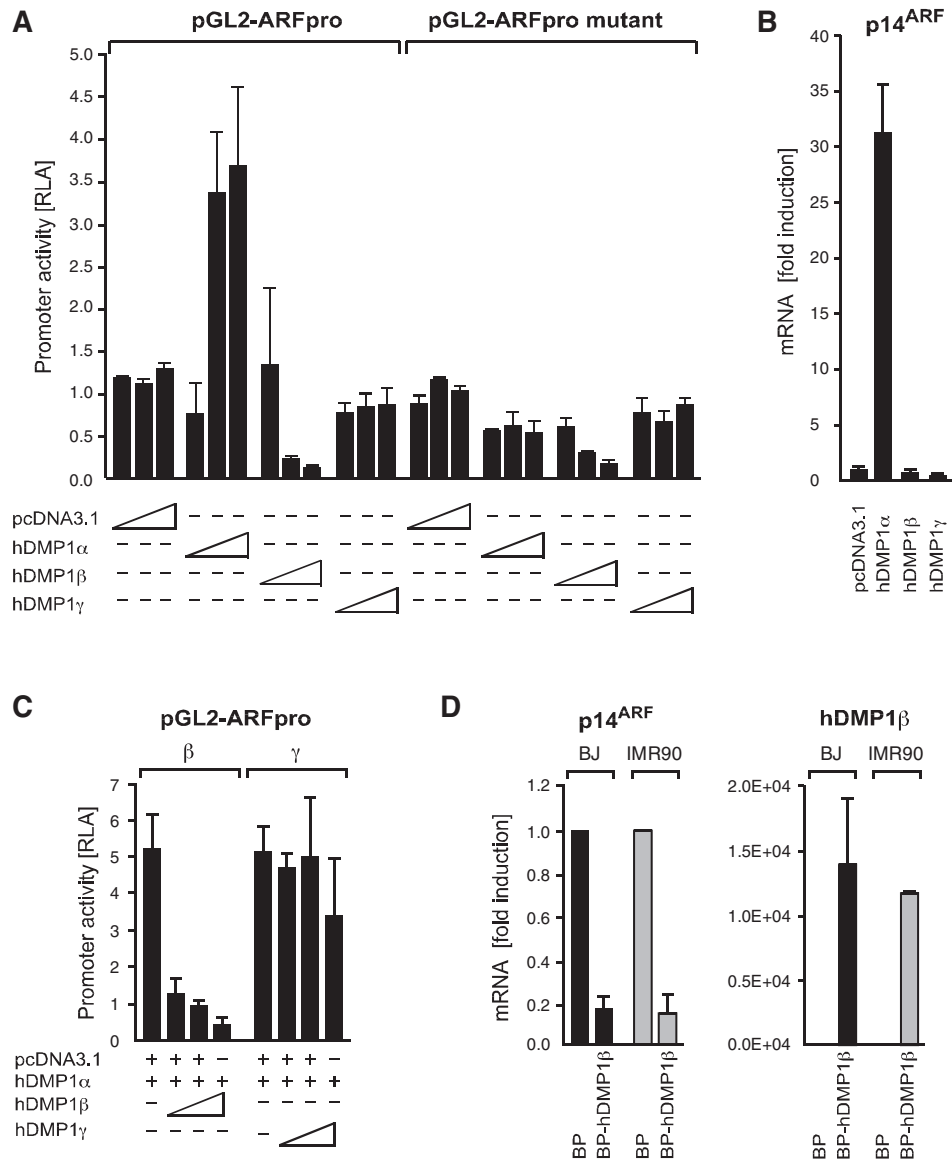 A
pGL2-ARFpro
pGL2-ARFpro mutant
Promoter activity [RLA]
5.0
4.5
4.0
3.5
3.0
2.5
2.0
1.5
1.0
0.5
0.0
pcDNA3.1 – – – – – – – – – – – – – – – – – –
hDMP1α – – – – – – – – – – – – – – – – – –
hDMP1β – – – – – – – – – – – – – – – – – –
hDMP1γ – – – – – – – – – – – – – – – – – –
B
p14ARF
mRNA [fold induction]
40
35
30
25
20
15
10
5
0
pcDNA3.1
hDMP1α
hDMP1β
hDMP1γ
C
pGL2-ARFpro
β γ
Promoter activity [RLA]
7
6
5
4
3
2
1
0
pcDNA3.1 + + + – + + + –
hDMP1α + + + + + + + +
hDMP1β – – – – –
hDMP1γ – – – – –
D
p14ARF
BJ IMR90
mRNA [fold induction]
1.2
1.0
0.8
0.6
0.4
0.2
0.0
BP
BP-hDMP1β
BP
BP-hDMP1β
hDMP1β
BJ IMR90
2.0E+04
1.5E+04
1.0E+04
0.5E+04
0.0E+04
BP
BP-hDMP1β
BP
BP-hDMP1β